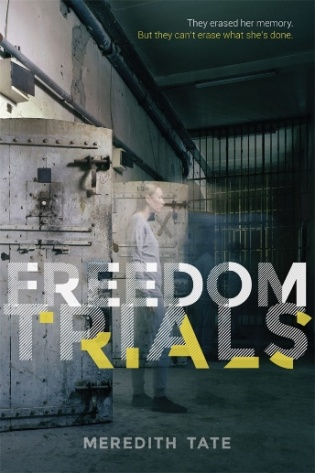 They erased her memory.
But they can't erase what she's done.
FREEDOM
TRIALS
MEREDITH TATE